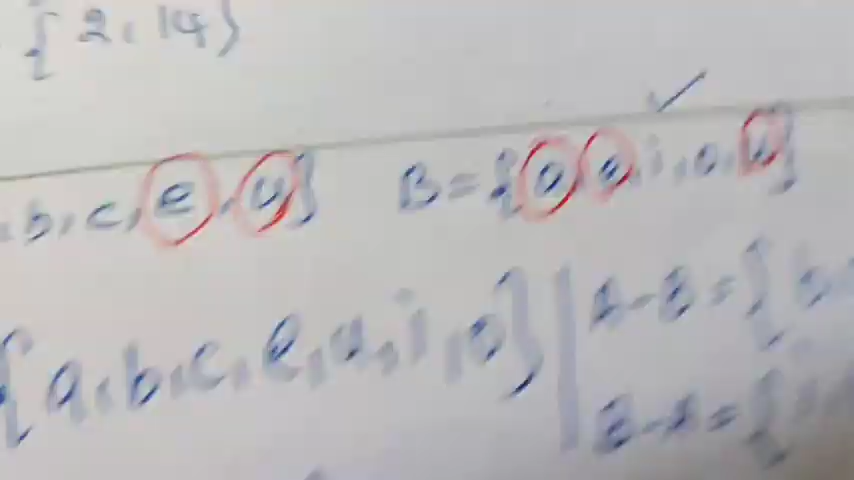 {2, 14}
, b, c, e, u} B = {a, e, i, o, u}
{a, b, c, e, u, i, o} A-B = {b,
B-A = {i,